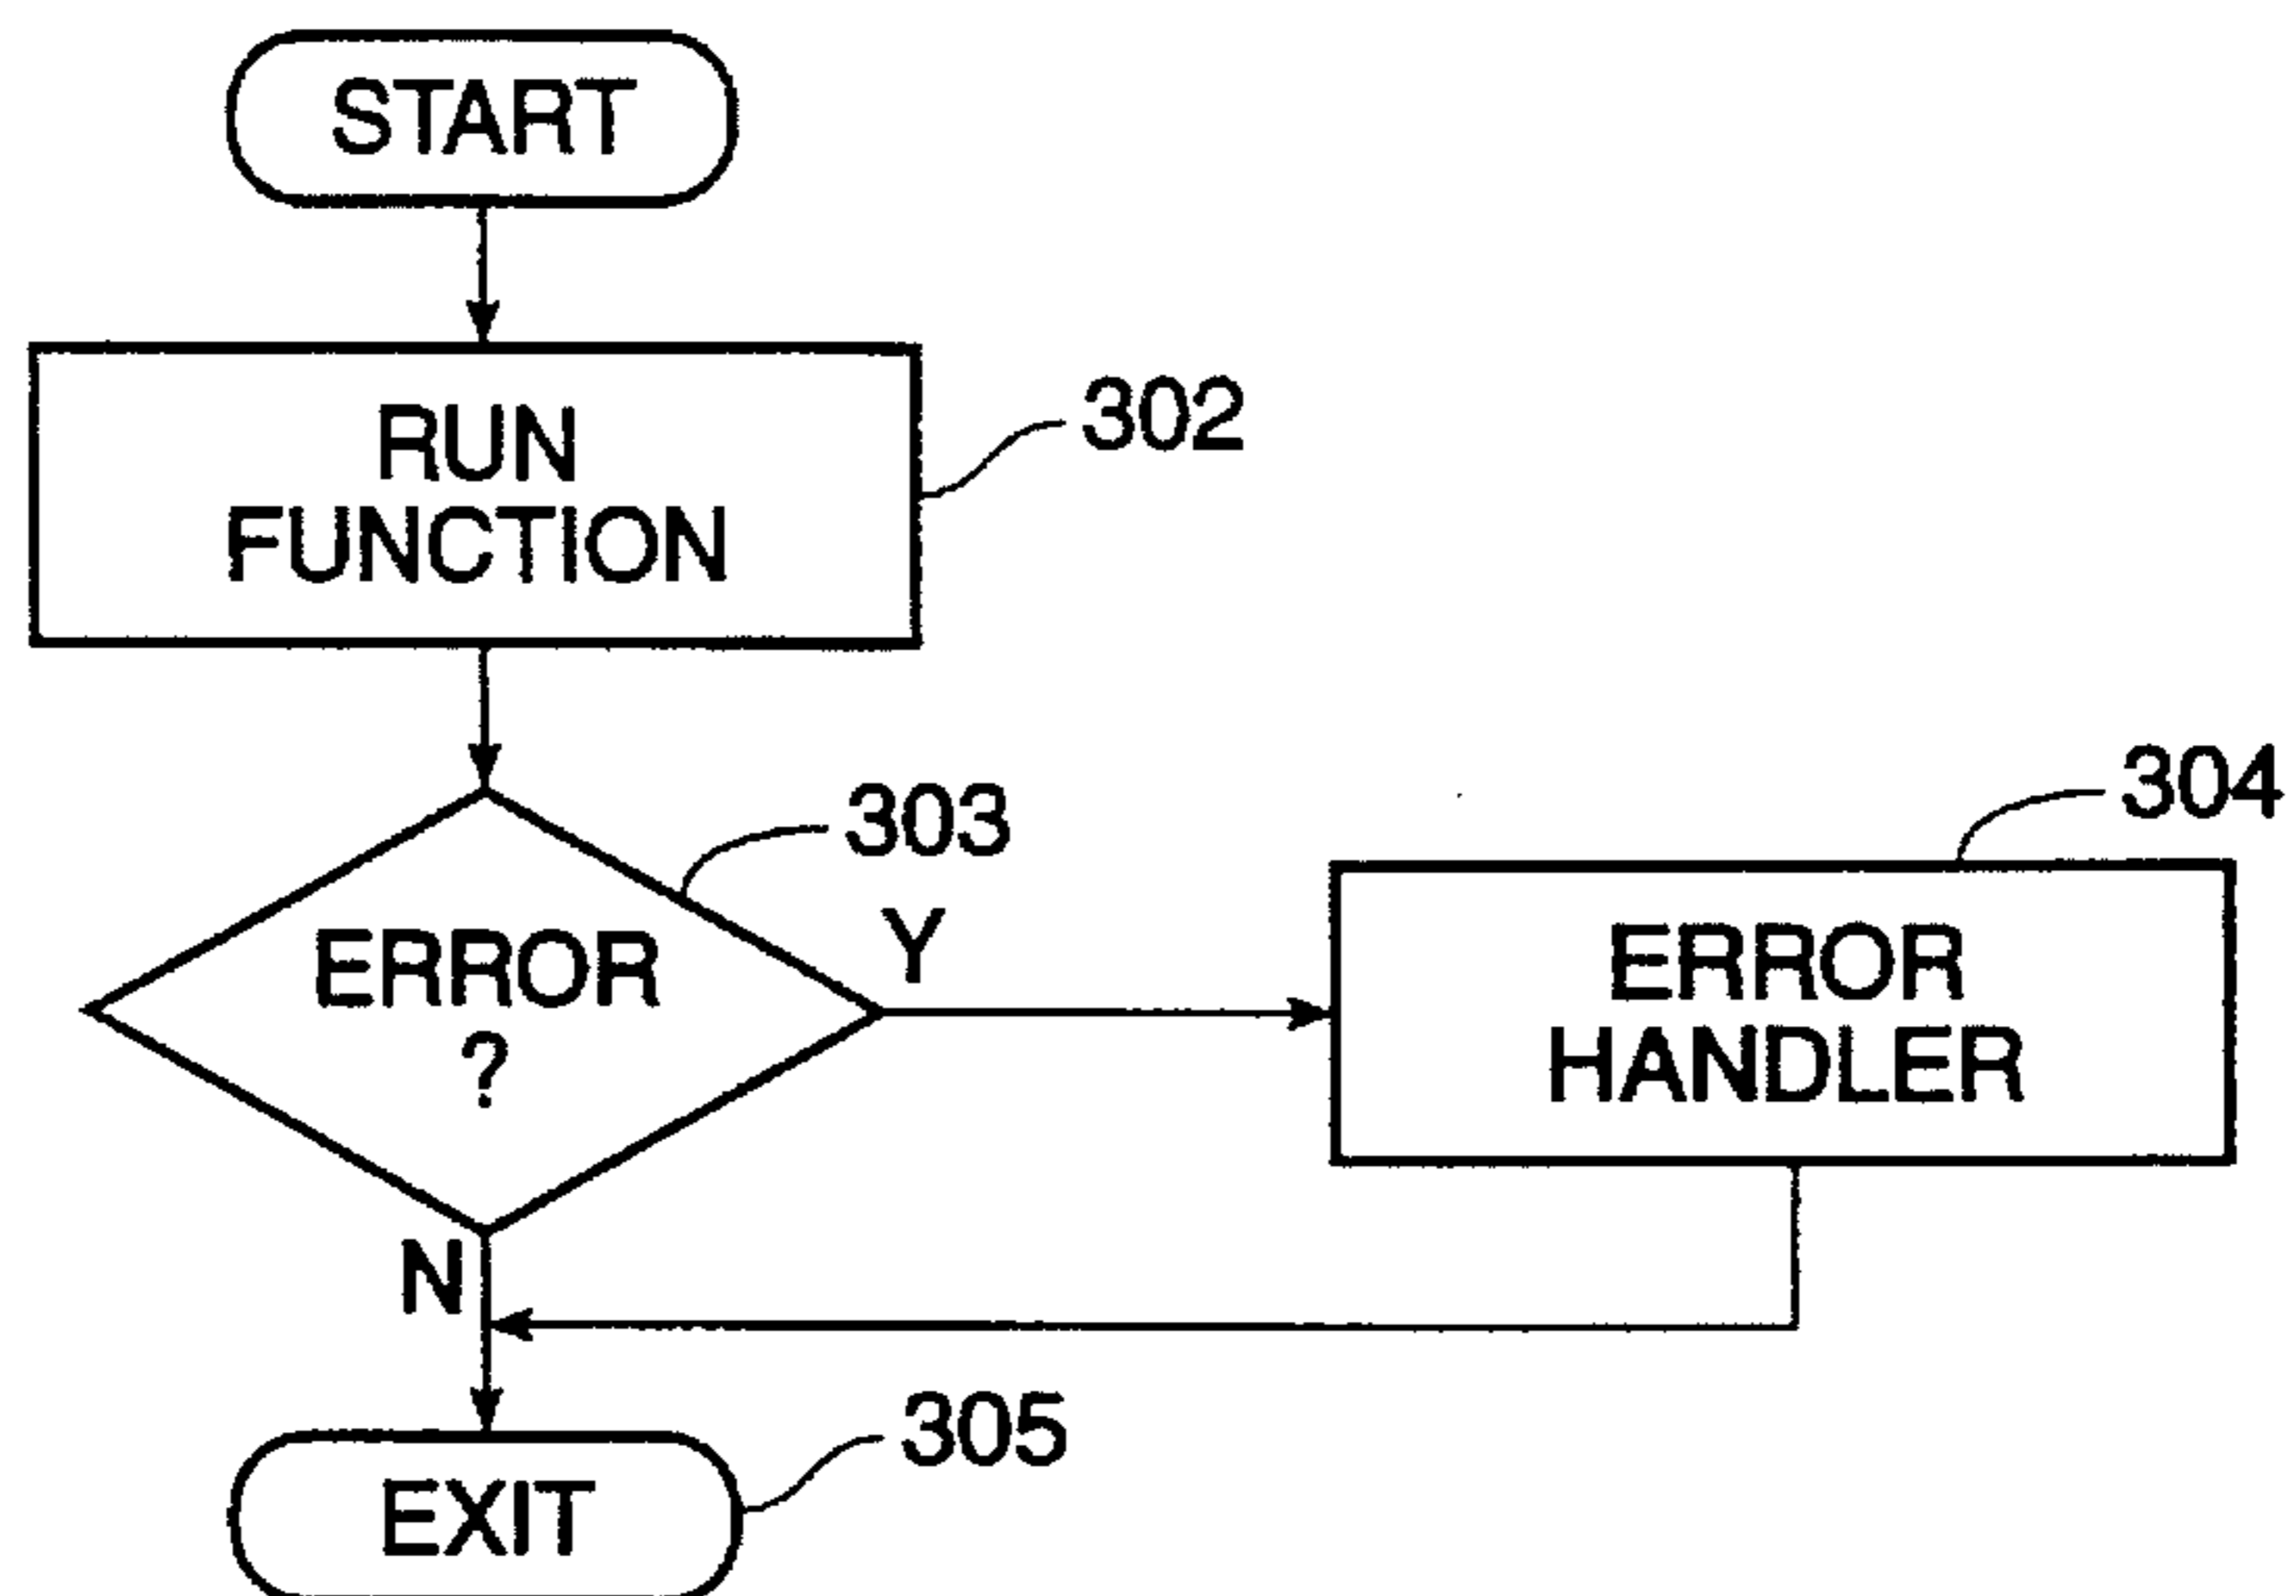 START
RUN
FUNCTION
302
303
304
ERROR
?
Y
ERROR
HANDLER
N
305
EXIT